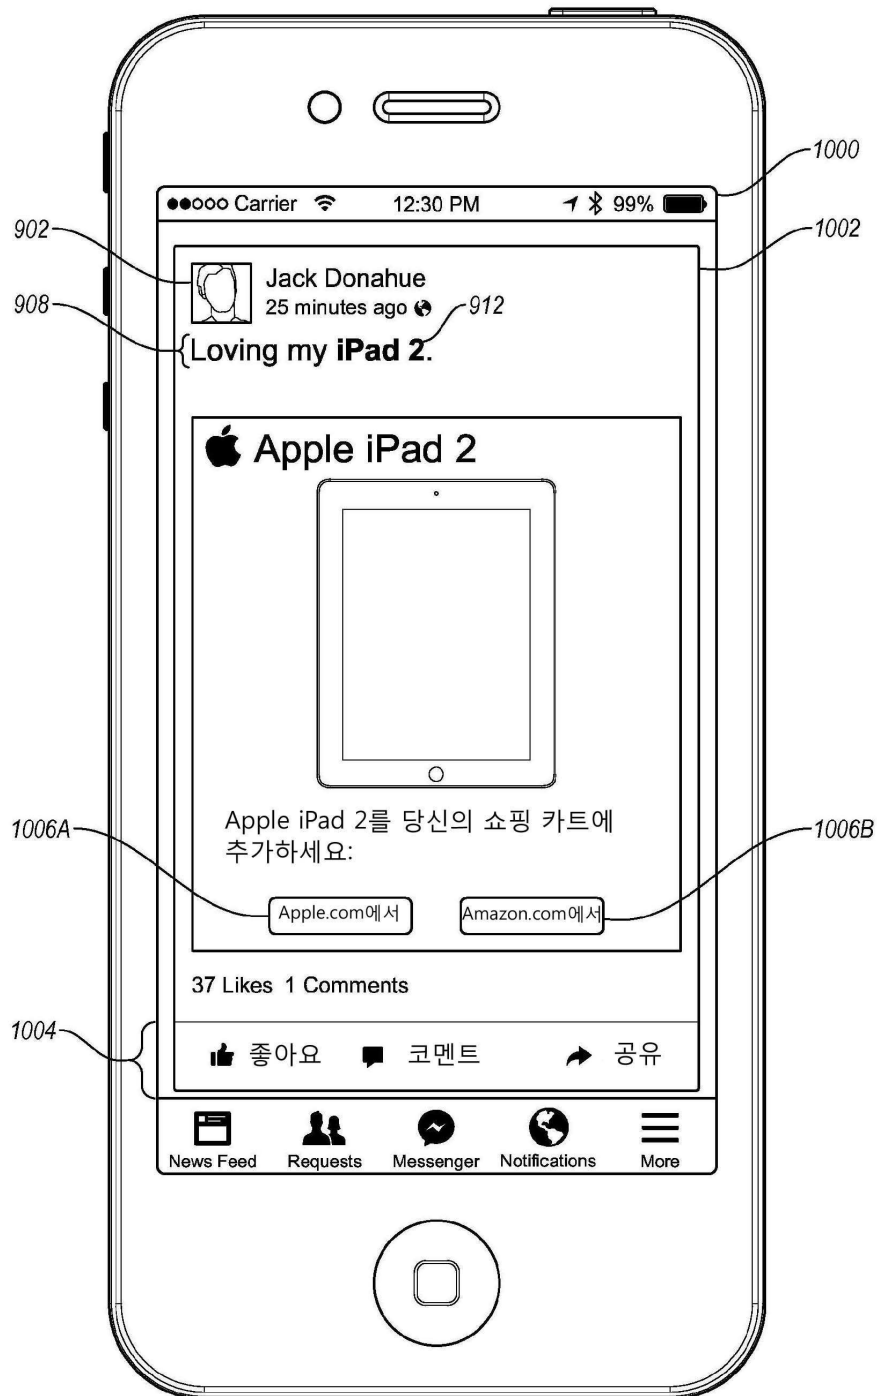 1000
Carrier 12:30 PM 99%
902
1002
Jack Donahue
25 minutes ago
912
908
Loving my iPad 2.
Apple iPad 2
Apple iPad 2를 당신의 쇼핑 카트에
추가하세요:
1006A
1006B
Apple.com에서 Amazon.com에서
37 Likes 1 Comments
1004
좋아요 코멘트 공유
News Feed Requests Messenger Notifications More